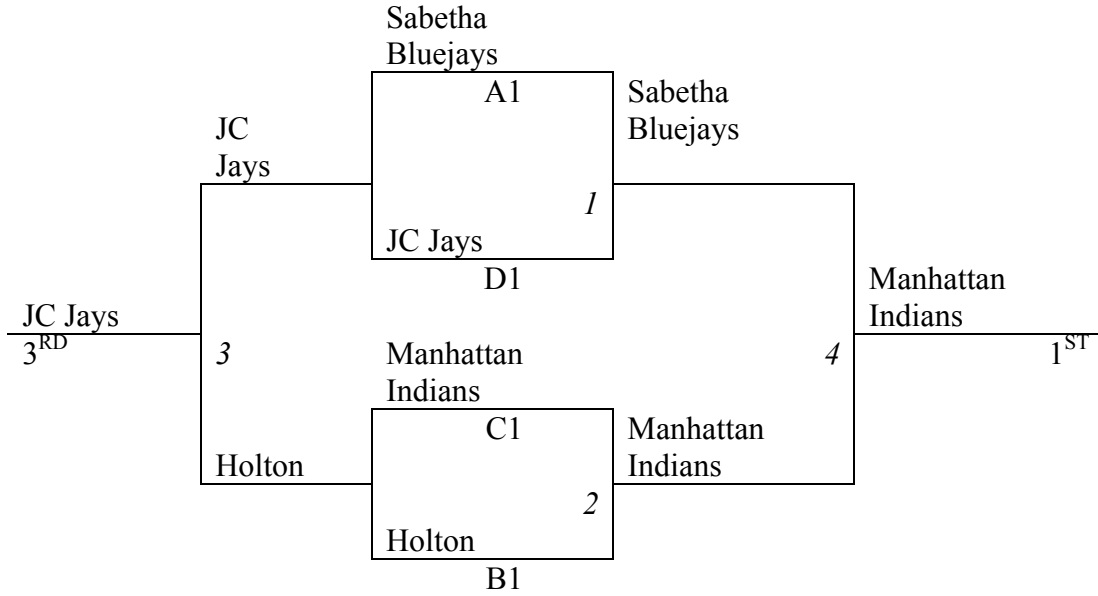 Sabetha
Bluejays
A1
Sabetha
Bluejays
JC
Jays
1
JC Jays
D1
Manhattan
Indians
JC Jays
3RD
3
Manhattan
Indians
4
1ST
C1
Manhattan
Indians
Holton
2
Holton
B1